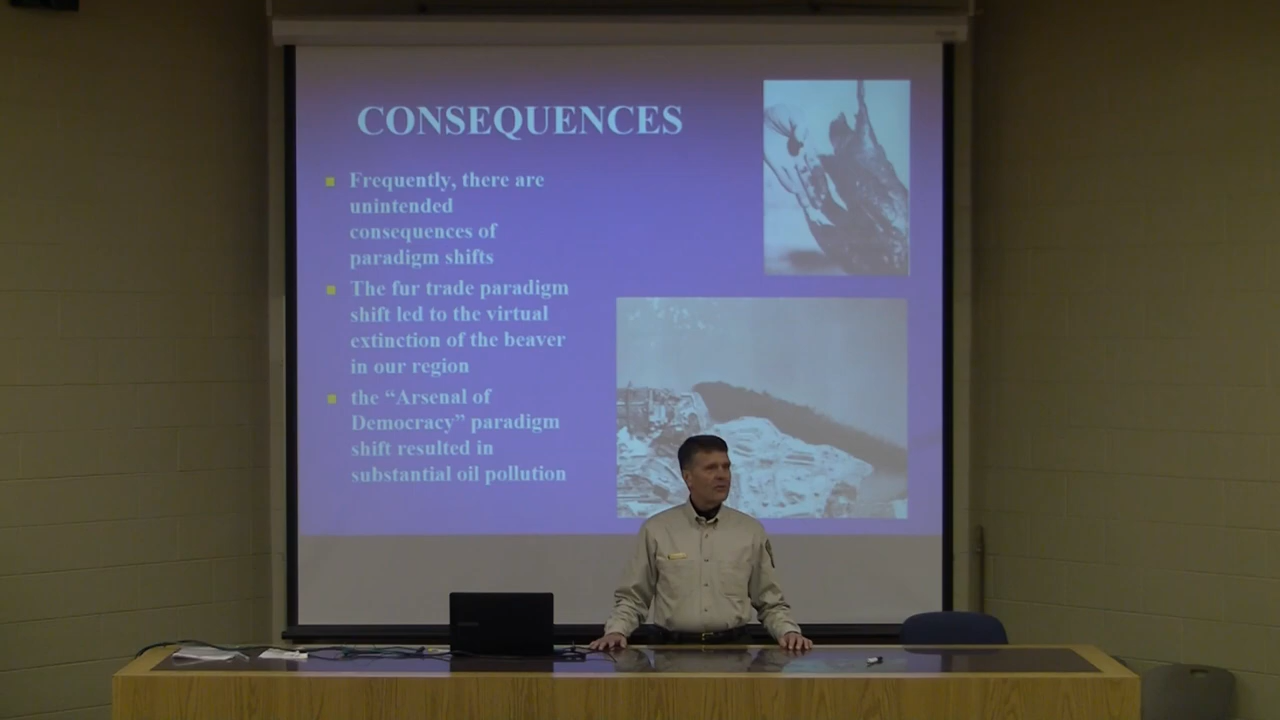 CONSEQUENCES
Frequently, there are
unintended
consequences of
paradigm shifts
The fur trade paradigm
shift led to the virtual
extinction of the beaver
in our region
the “Arsenal of
Democracy” paradigm
shift resulted in
substantial oil pollution